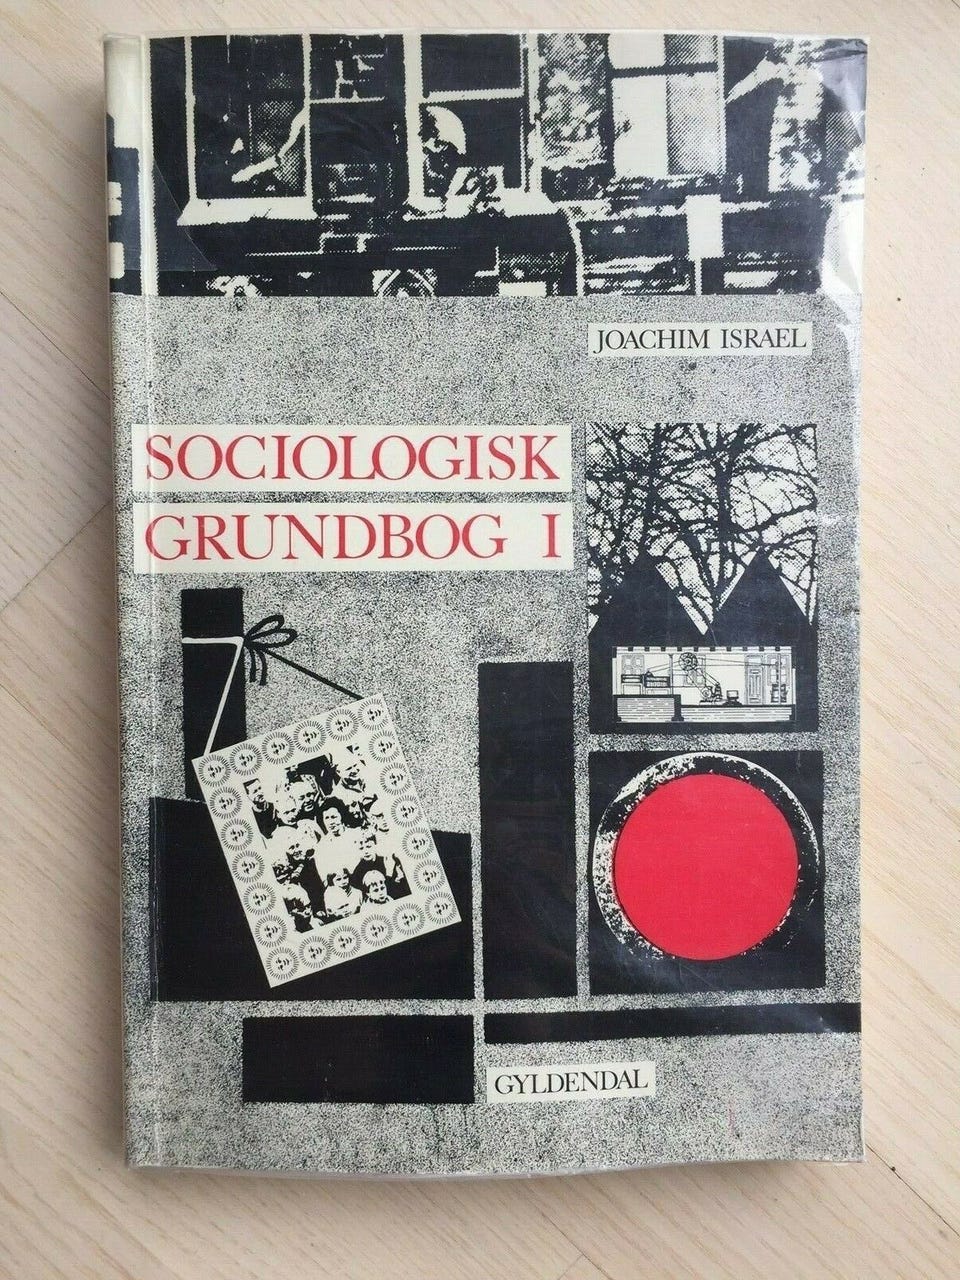 JOACHIM ISRAEL
SOCIOLOGISK
GRUNDBOG I
GYLDENDAL